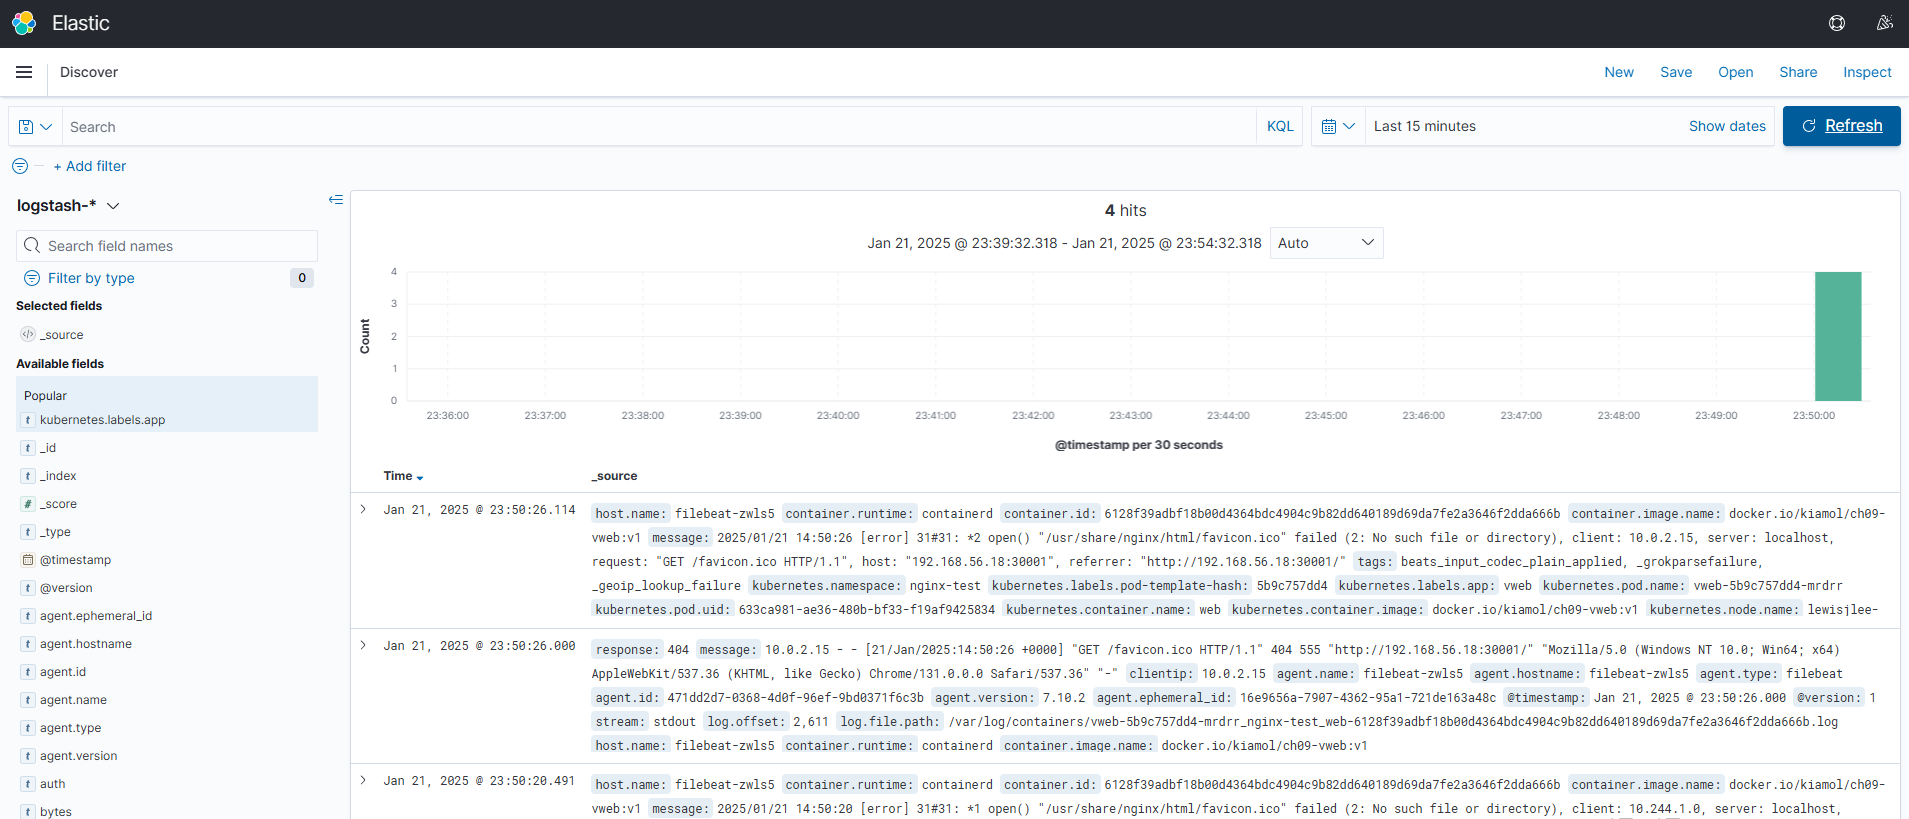 Elastic
Discover
New Save Open Share Inspect
Search
KQL
Last 15 minutes
Show dates
Refresh
+ Add filter
logstash-*
Search field names
Filter by type 0
Selected fields
_source
Available fields
Popular
kubernetes.labels.app
_id
_index
# _score
_type
@timestamp
@version
agent.ephemeral_id
agent.hostname
agent.id
agent.name
agent.type
agent.version
auth
bytes
4 hits
Jan 21, 2025 @ 23:39:32.318 - Jan 21, 2025 @ 23:54:32.318 Auto
Count
4
3
2
1
0
23:36:00 23:37:00 23:38:00 23:39:00 23:40:00 23:41:00 23:42:00 23:43:00 23:44:00 23:45:00 23:46:00 23:47:00 23:48:00 23:49:00 23:50:00
@timestamp per 30 seconds
Time _source
Jan 21, 2025 @ 23:50:26.114
host.name: filebeat-zwls5 container.runtime: containerd container.id: 6128f39adbf18b00d4364bdc4904c9b82dd640189d69da7fe2a3646f2dda666b container.image.name: docker.io/kiamol/ch09-
vweb:v1 message: 2025/01/21 14:50:26 [error] 31#31: *2 open() "/usr/share/nginx/html/favicon.ico" failed (2: No such file or directory), client: 10.0.2.15, server: localhost,
request: "GET /favicon.ico HTTP/1.1", host: "192.168.56.18:30001", referrer: "http://192.168.56.18:30001/" tags: beats_input_codec_plain_applied, _grokparsefailure,
_geoip_lookup_failure kubernetes.namespace: nginx-test kubernetes.labels.pod-template-hash: 5b9c757dd4 kubernetes.labels.app: vweb kubernetes.pod.name: vweb-5b9c757dd4-mrdrr
kubernetes.pod.uid: 633ca981-ae36-480b-bf33-f19af9425834 kubernetes.container.name: web kubernetes.container.image: docker.io/kiamol/ch09-vweb:v1 kubernetes.node.name: lewisjlee-
Jan 21, 2025 @ 23:50:26.000
response: 404 message: 10.0.2.15 - - [21/Jan/2025:14:50:26 +0000] "GET /favicon.ico HTTP/1.1" 404 555 "http://192.168.56.18:30001/" "Mozilla/5.0 (Windows NT 10.0; Win64; x64)
AppleWebKit/537.36 (KHTML, like Gecko) Chrome/131.0.0.0 Safari/537.36" "-" clientip: 10.0.2.15 agent.name: filebeat-zwls5 agent.hostname: filebeat-zwls5 agent.type: filebeat
agent.id: 471dd2d7-0368-4d0f-96ef-9bd0371f6c3b agent.version: 7.10.2 agent.ephemeral_id: 16e9656a-7907-4362-95a1-721de163a48c @timestamp: Jan 21, 2025 @ 23:50:26.000 @version: 1
stream: stdout log.offset: 2,611 log.file.path: /var/log/containers/vweb-5b9c757dd4-mrdrr_nginx-test_web-6128f39adbf18b00d4364bdc4904c9b82dd640189d69da7fe2a3646f2dda666b.log
host.name: filebeat-zwls5 container.runtime: containerd container.image.name: docker.io/kiamol/ch09-vweb:v1
Jan 21, 2025 @ 23:50:20.491
host.name: filebeat-zwls5 container.runtime: containerd container.id: 6128f39adbf18b00d4364bdc4904c9b82dd640189d69da7fe2a3646f2dda666b container.image.name: docker.io/kiamol/ch09-
vweb:v1 message: 2025/01/21 14:50:20 [error] 31#31: *1 open() "/usr/share/nginx/html/favicon.ico" failed (2: No such file or directory), client: 10.244.1.0, server: localhost,